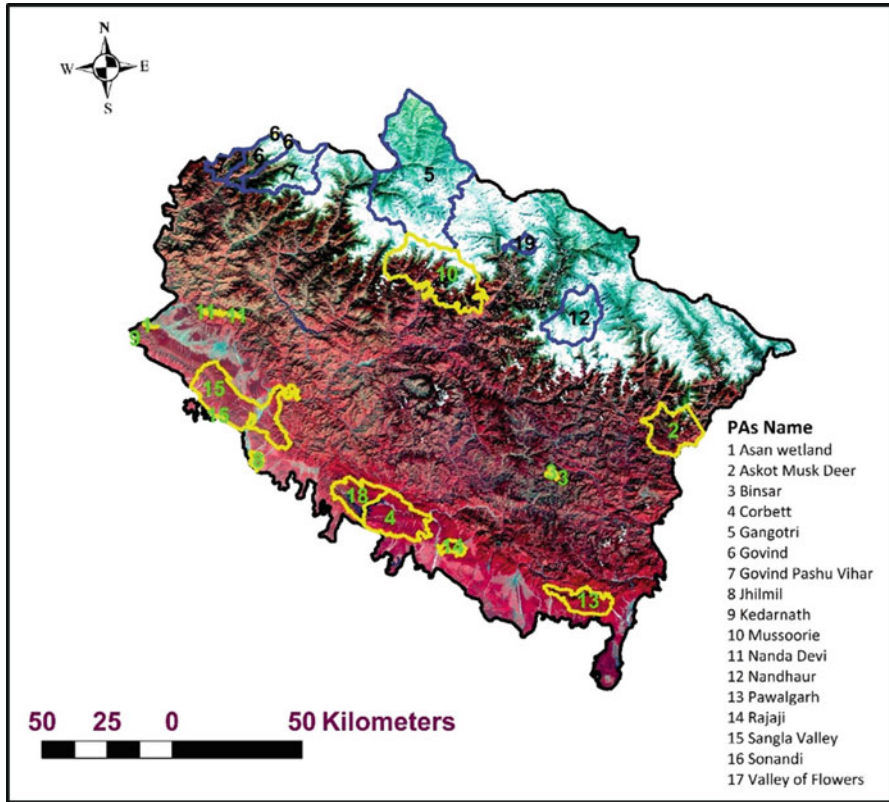 N
W E
S
6
6
6
7
5
19
10
12
11
11
1
9
15
16
8
18
4
14
3
13
2
PAs Name
1 Asan wetland
2 Askot Musk Deer
3 Binsar
4 Corbett
5 Gangotri
6 Govind
7 Govind Pashu Vihar
8 Jhilmil
9 Kedarnath
10 Mussoorie
11 Nanda Devi
12 Nandhaur
13 Pawalgarh
14 Rajaji
15 Sangla Valley
16 Sonandi
17 Valley of Flowers
50 25 0 50 Kilometers